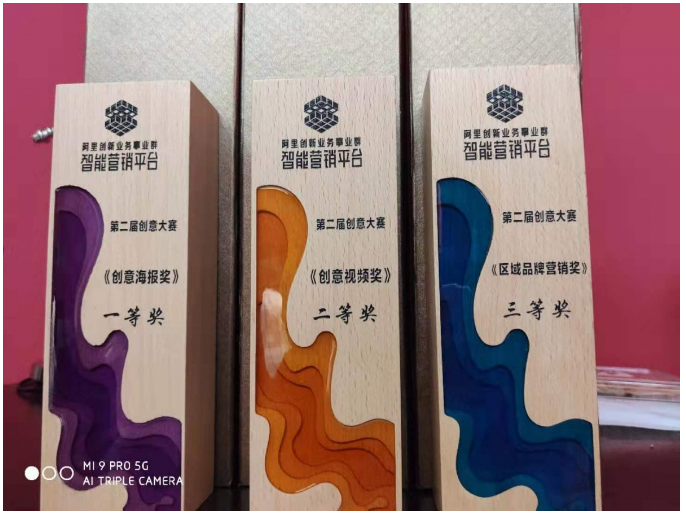 阿里创新业务事业群
智能营销平台
第二届创意大赛
《创意海报奖》
一等奖
阿里创新业务事业群
智能营销平台
第二届创意大赛
《创意视频奖》
二等奖
阿里创新业务事业群
智能营销平台
第二届创意大赛
《区域品牌营销奖》
三等奖
MI 9 PRO 5G
AI TRIPLE CAMERA